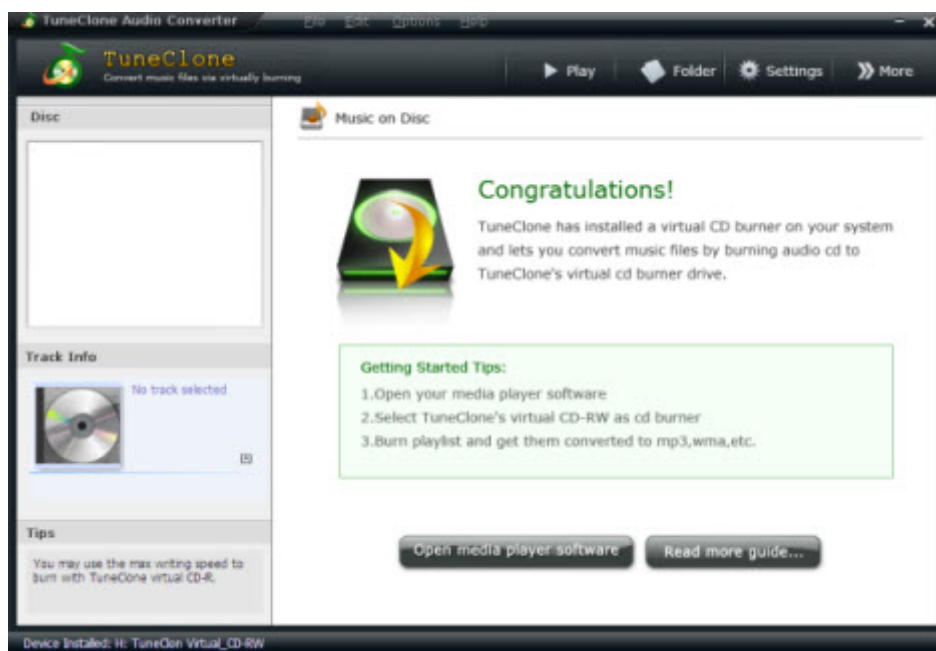 TuneClone Audio Converter File Edit Options Help
TuneClone
Convert music files via virtually burning
Play Folder Settings More
Disc
Music on Disc
Congratulations!
TuneClone has installed a virtual CD burner on your system
and lets you convert music files by burning audio cd to
TuneClone's virtual cd burner drive.
Track Info
No track selected
Getting Started Tips:
1.Open your media player software
2.Select TuneClone's virtual CD-RW as cd burner
3.Burn playlist and get them converted to mp3,wma,etc.
Tips
You may use the max writing speed to
burn with TuneClone virtual CD-R.
Open media player software Read more guide...
Device Installed: H: TuneClon Virtual_CD-RW